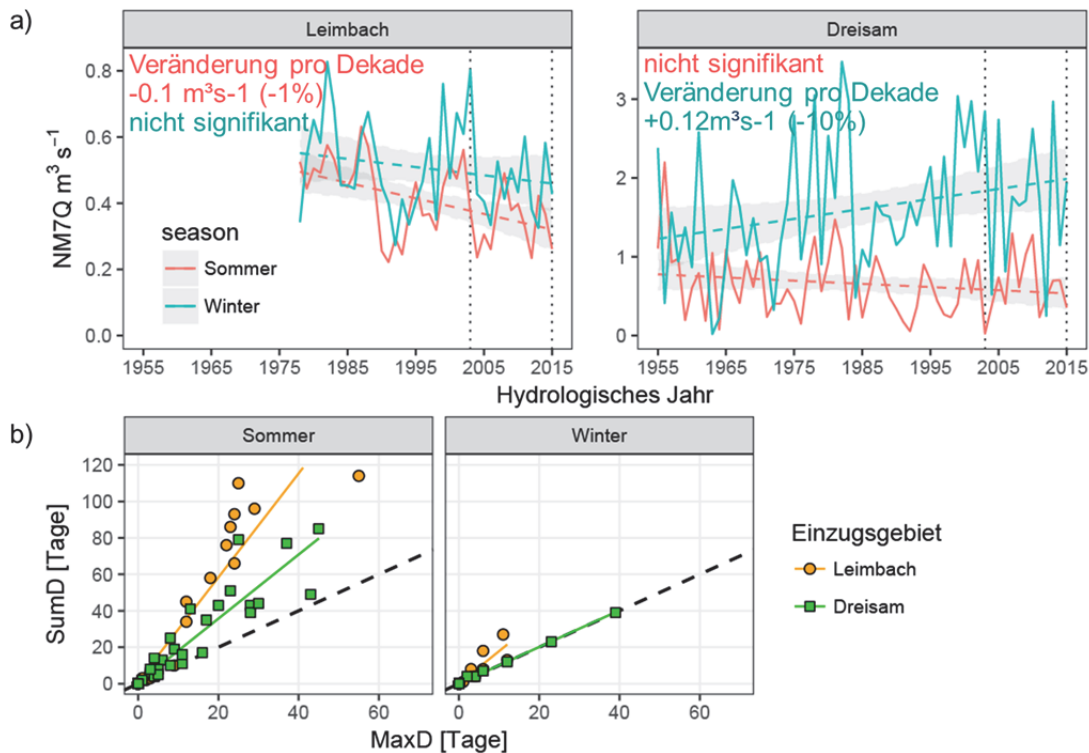 a)
Leimbach
Dreisam
Veränderung pro Dekade
-0.1 m³s-1 (-1%)
nicht signifikant
nicht signifikant
Veränderung pro Dekade
+0.12m³s-1 (-10%)
NM7Q m³ s⁻¹
0.8
0.6
0.4
0.2
0.0
season
Sommer
Winter
3
2
1
0
1955 1965 1975 1985 1995 2005 2015
1955 1965 1975 1985 1995 2005 2015
Hydrologisches Jahr
b)
Sommer
Winter
SumD [Tage]
120
100
80
60
40
20
0
0 20 40 60
0 20 40 60
MaxD [Tage]
Einzugsgebiet
Leimbach
Dreisam